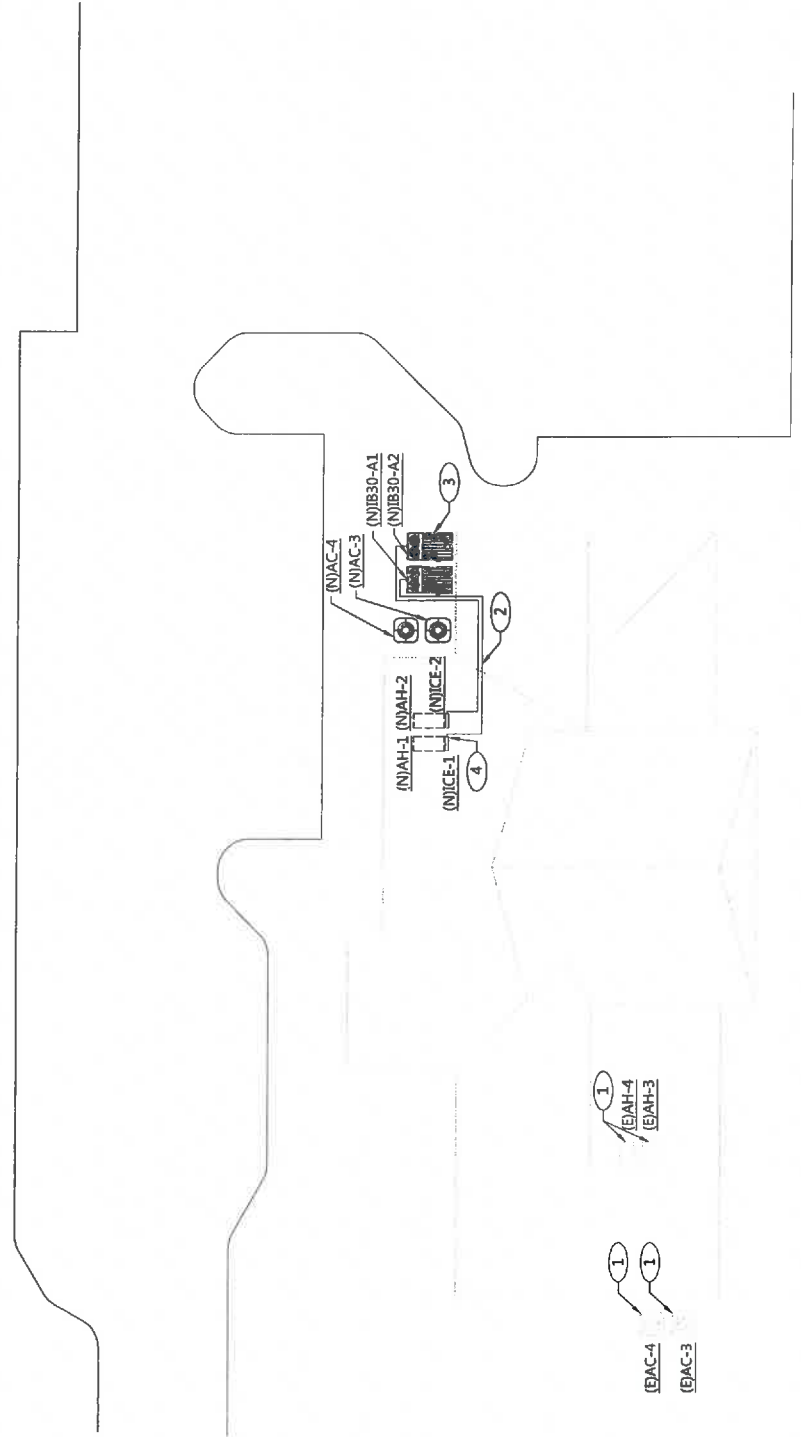 (N)AC-4
(N)AC-3
(N)IB30-A1
(N)IB30-A2
3
2
(N)AH-1
(N)AH-2
(N)ICE-1
(N)ICE-2
4
1
(E)AH-4
(E)AH-3
1
1
(E)AC-4
(E)AC-3